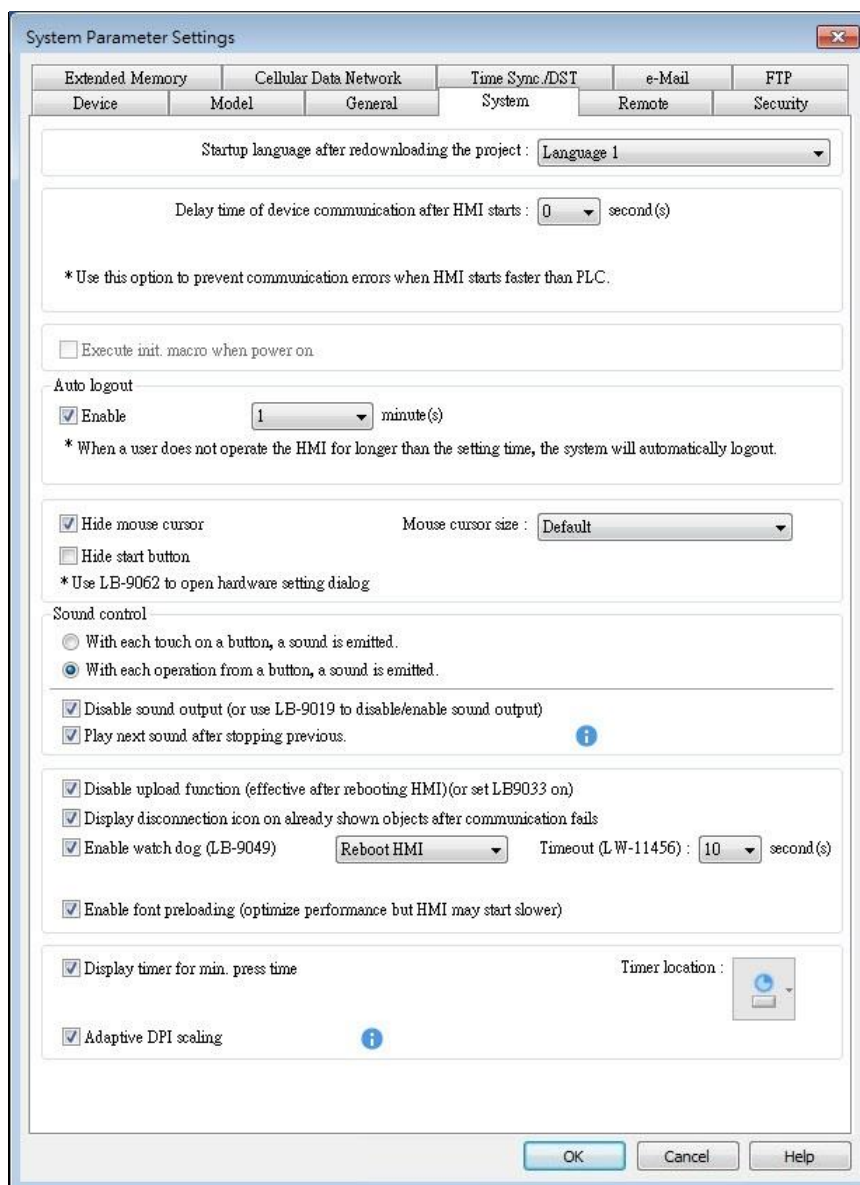 System Parameter Settings
Extended Memory Cellular Data Network Time Sync./DST e-Mail FTP
Device Model General System Remote Security
Startup language after redownloading the project : Language 1
Delay time of device communication after HMI starts : 0 second(s)
* Use this option to prevent communication errors when HMI starts faster than PLC.
Execute init. macro when power on
Auto logout
Enable 1 minute(s)
* When a user does not operate the HMI for longer than the setting time, the system will automatically logout.
Hide mouse cursor Mouse cursor size : Default
Hide start button
* Use LB-9062 to open hardware setting dialog
Sound control
With each touch on a button, a sound is emitted.
With each operation from a button, a sound is emitted.
Disable sound output (or use LB-9019 to disable/enable sound output)
Play next sound after stopping previous.
Disable upload function (effective after rebooting HMI)(or set LB9033 on)
Display disconnection icon on already shown objects after communication fails
Enable watch dog (LB-9049) Reboot HMI Timeout (LW-11456) : 10 second(s)
Enable font preloading (optimize performance but HMI may start slower)
Display timer for min. press time Timer location :
Adaptive DPI scaling
OK Cancel Help